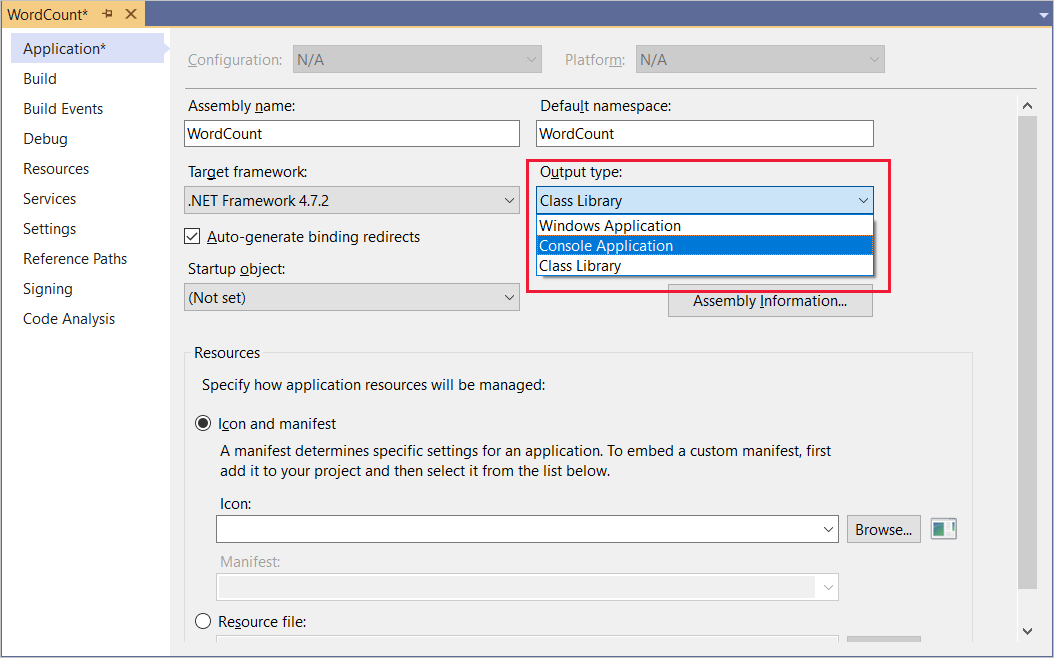 WordCount*
Application*
Build
Build Events
Debug
Resources
Services
Settings
Reference Paths
Signing
Code Analysis
Configuration: N/A Platform: N/A
Assembly name: Default namespace:
WordCount WordCount
Target framework: Output type:
.NET Framework 4.7.2 Class Library
Windows Application
Auto-generate binding redirects Console Application
Startup object: Class Library
(Not set) Assembly Information...
Resources
Specify how application resources will be managed:
Icon and manifest
A manifest determines specific settings for an application. To embed a custom manifest, first
add it to your project and then select it from the list below.
Icon:
Browse...
Manifest:
Resource file: